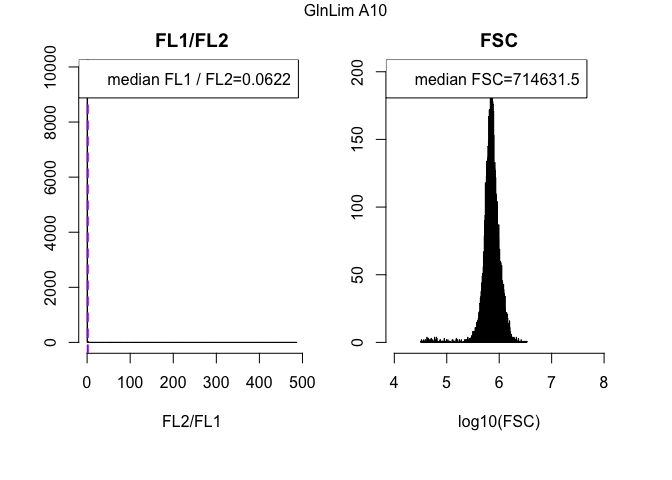 GlnLim A10
FL1/FL2
median FL1 / FL2=0.0622
0
2000
4000
6000
8000
10000
0 100 200 300 400 500
FL2/FL1
FSC
median FSC=714631.5
0
50
100
150
200
4 5 6 7 8
log10(FSC)